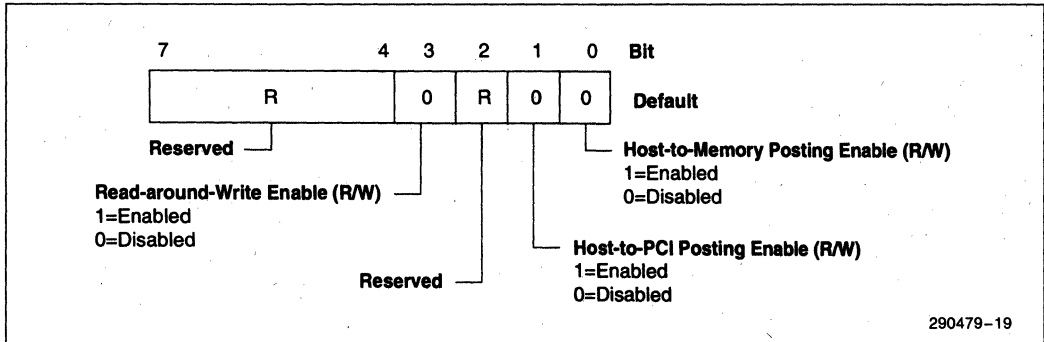 7 4 3 2 1 0 Bit
R 0 R 0 0 Default
Reserved
Host-to-Memory Posting Enable (R/W)
1=Enabled
0=Disabled
Read-around-Write Enable (R/W)
1=Enabled
0=Disabled
Host-to-PCI Posting Enable (R/W)
1=Enabled
0=Disabled
Reserved
290479–19